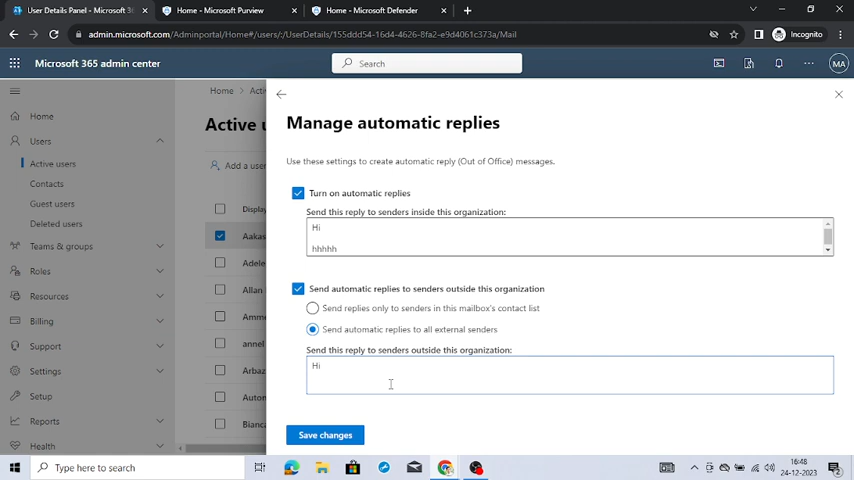 User Details Panel - Microsoft 36
Home - Microsoft Purview
Home - Microsoft Defender
admin.microsoft.com/Adminportal/Home#/users/:/UserDetails/155ddd54-16d4-4626-8fa2-e9d4061c373a/Mail
Incognito
Microsoft 365 admin center
Search
MA
Home
Users
Active users
Contacts
Guest users
Deleted users
Teams & groups
Roles
Resources
Billing
Support
Settings
Setup
Reports
Health
Home
Active u
Add a user
Displa
Aakas
Adele
Allan
Amme
annel
Arbaz
Auton
Bianca
Manage automatic replies
Use these settings to create automatic reply (Out of Office) messages.
Turn on automatic replies
Send this reply to senders inside this organization:
Hi
hhhhh
Send automatic replies to senders outside this organization
Send replies only to senders in this mailbox's contact list
Send automatic replies to all external senders
Send this reply to senders outside this organization:
Hi
Save changes
Type here to search
16:48
24-12-2023
2